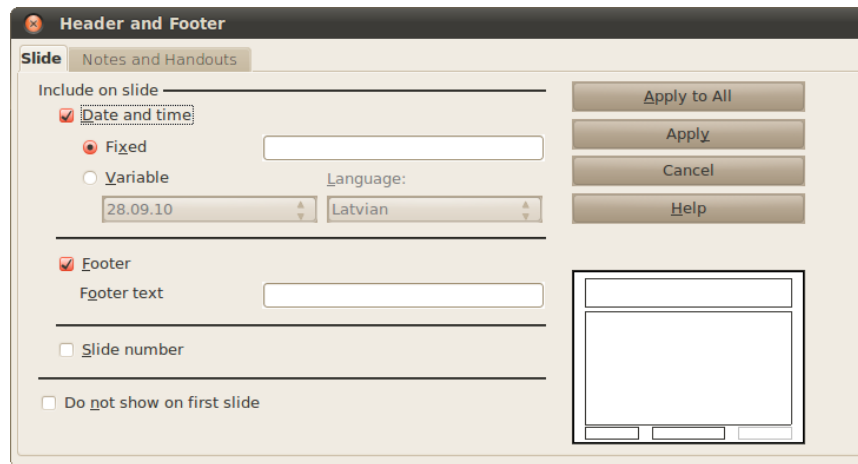 Header and Footer
Slide Notes and Handouts
Include on slide
Date and time
Fixed
Variable Language:
28.09.10 Latvian
Footer
Footer text
Slide number
Do not show on first slide
Apply to All
Apply
Cancel
Help